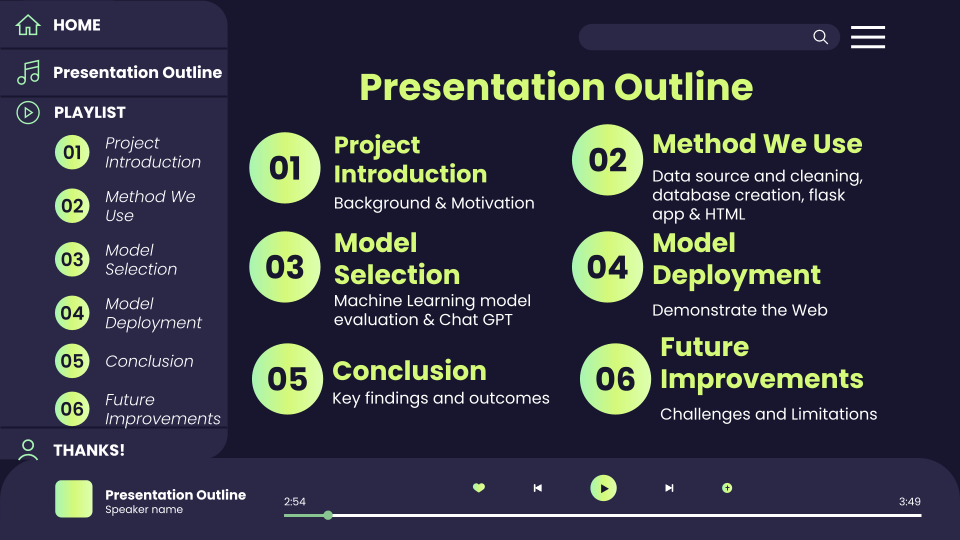 HOME
Presentation Outline
PLAYLIST
01
Project
Introduction
02
Method We
Use
03
Model
Selection
04
Model
Deployment
05
Conclusion
06
Future
Improvements
THANKS!
Presentation Outline
01
Project
Introduction
Background & Motivation
02
Method We Use
Data source and cleaning,
database creation, flask
app & HTML
03
Model
Selection
Machine Learning model
evaluation & Chat GPT
04
Model
Deployment
Demonstrate the Web
05
Conclusion
Key findings and outcomes
06
Future
Improvements
Challenges and Limitations
Presentation Outline
Speaker name
2:54
3:49